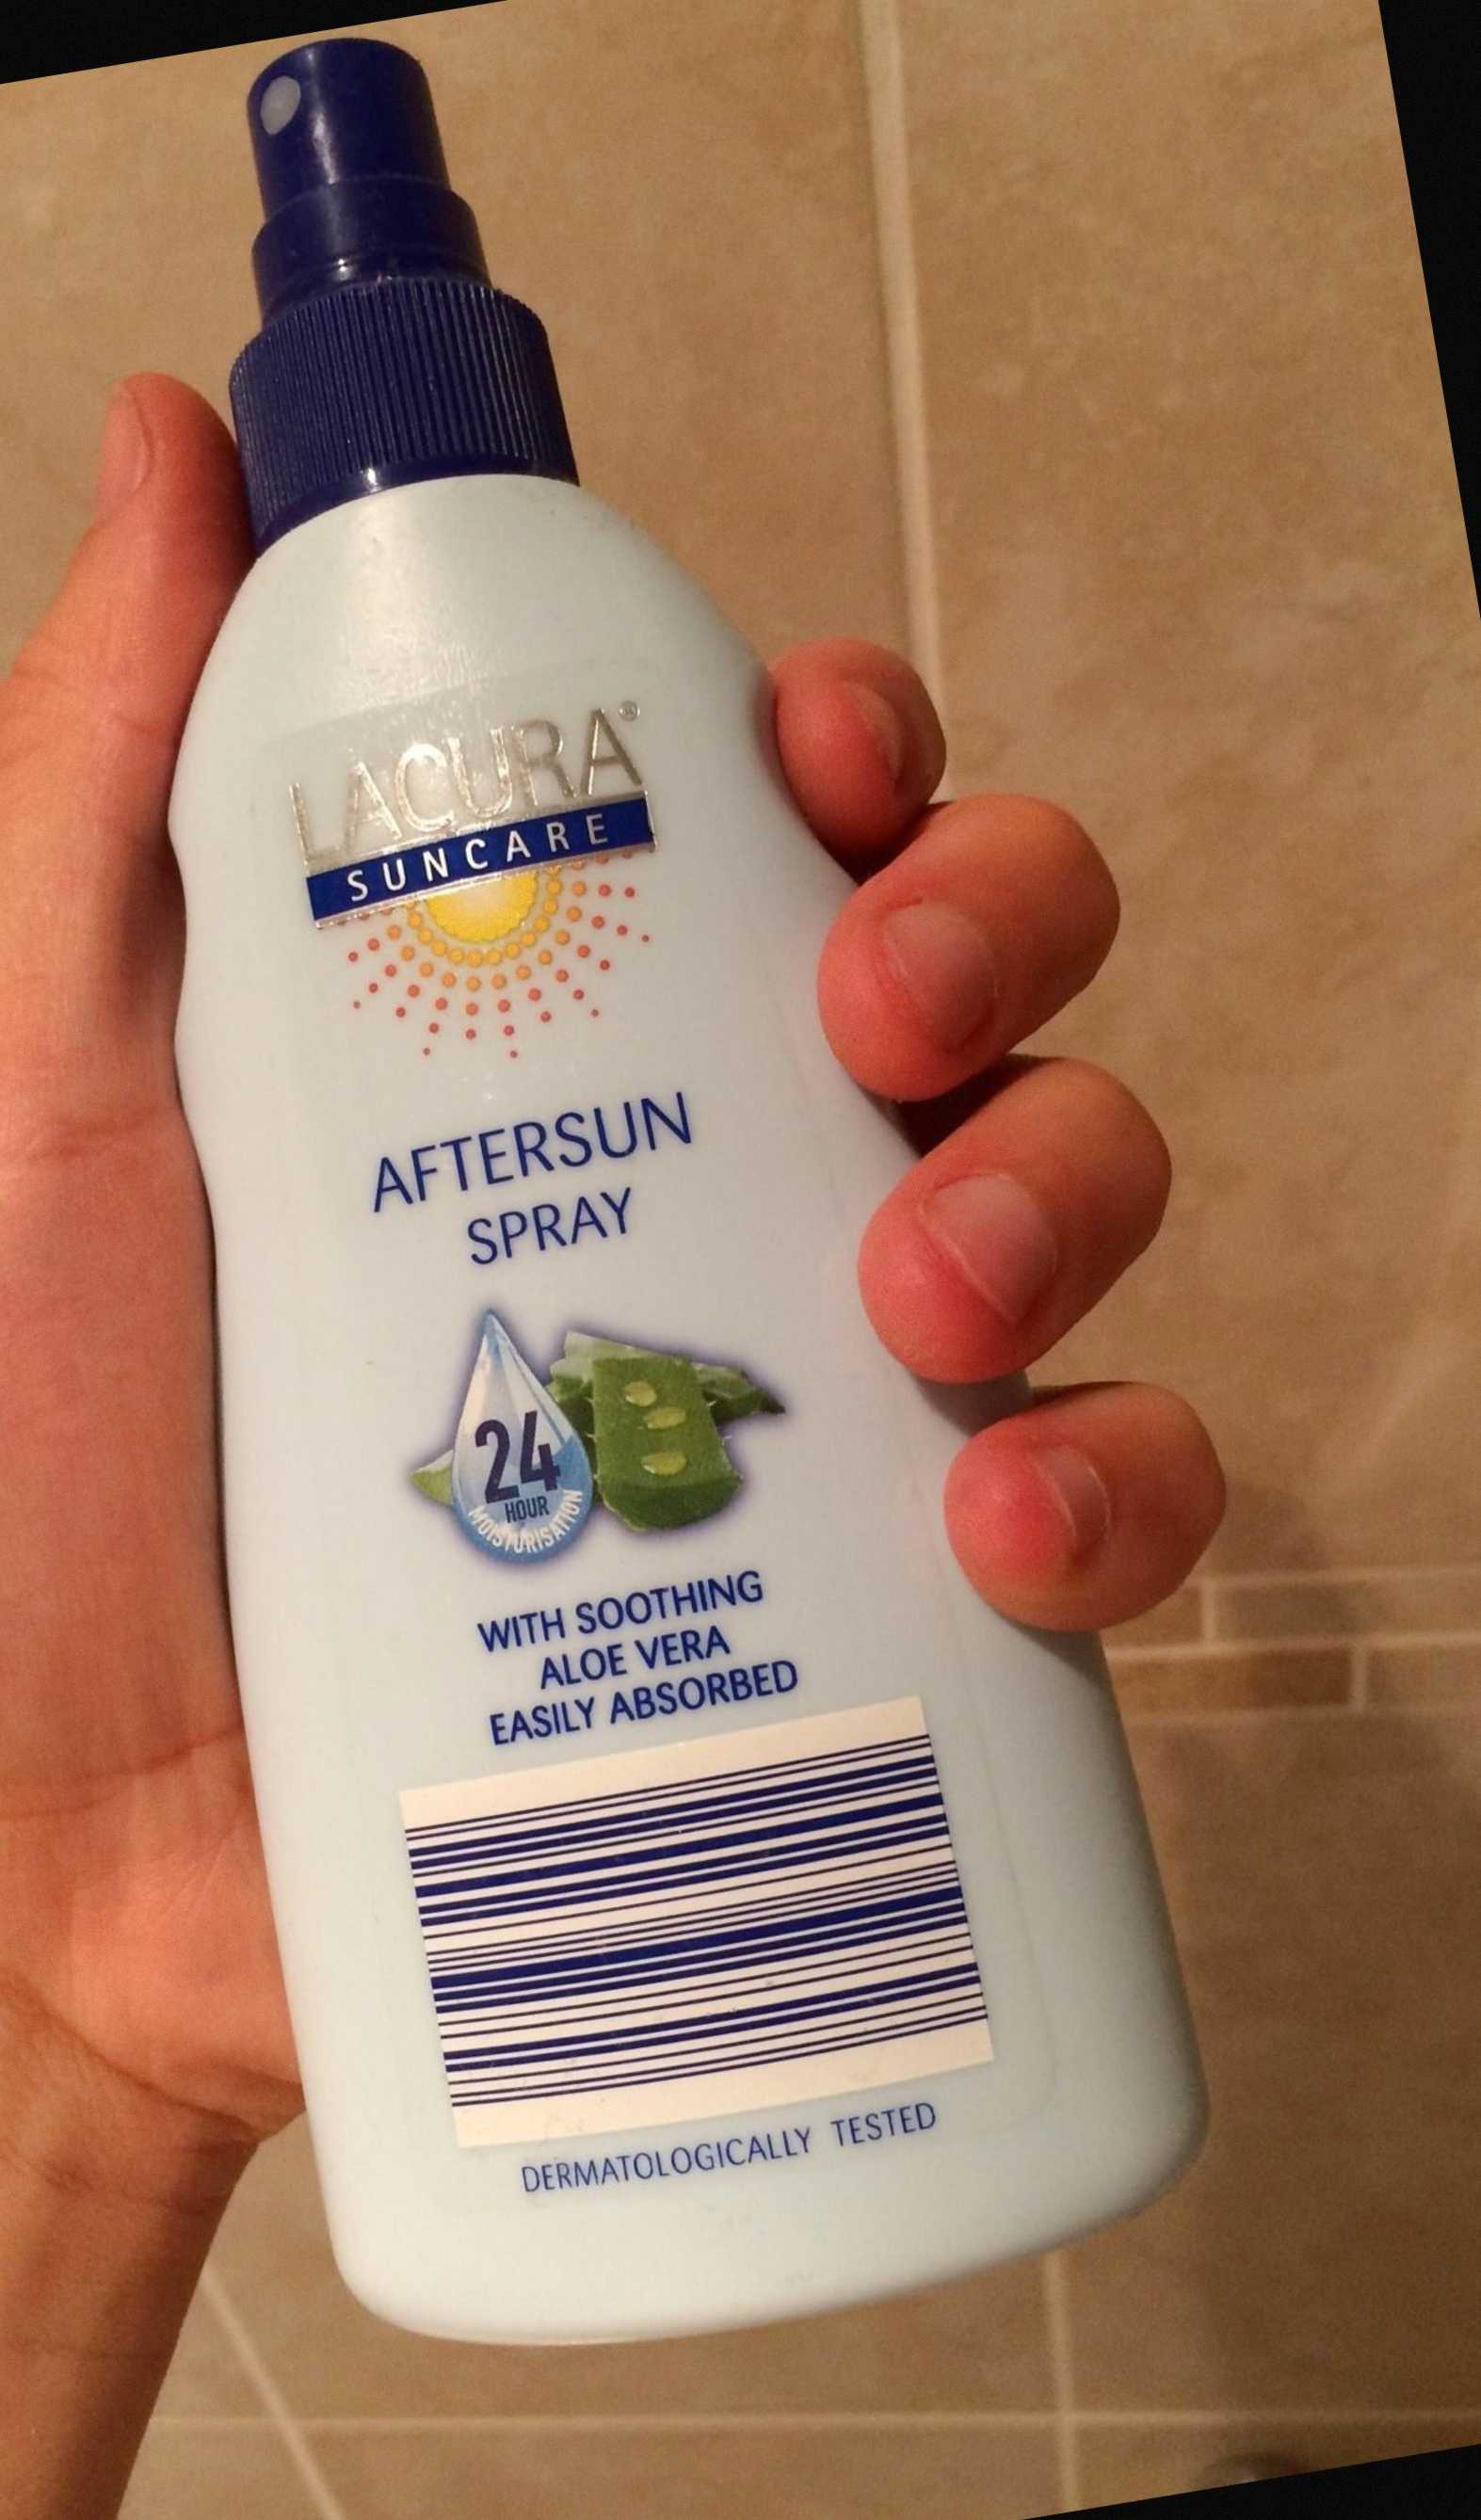 LACURA®
SUNCARE
AFTERSUN
SPRAY
24
HOUR
MOISTURISATION
WITH SOOTHING
ALOE VERA
EASILY ABSORBED
DERMATOLOGICALLY TESTED